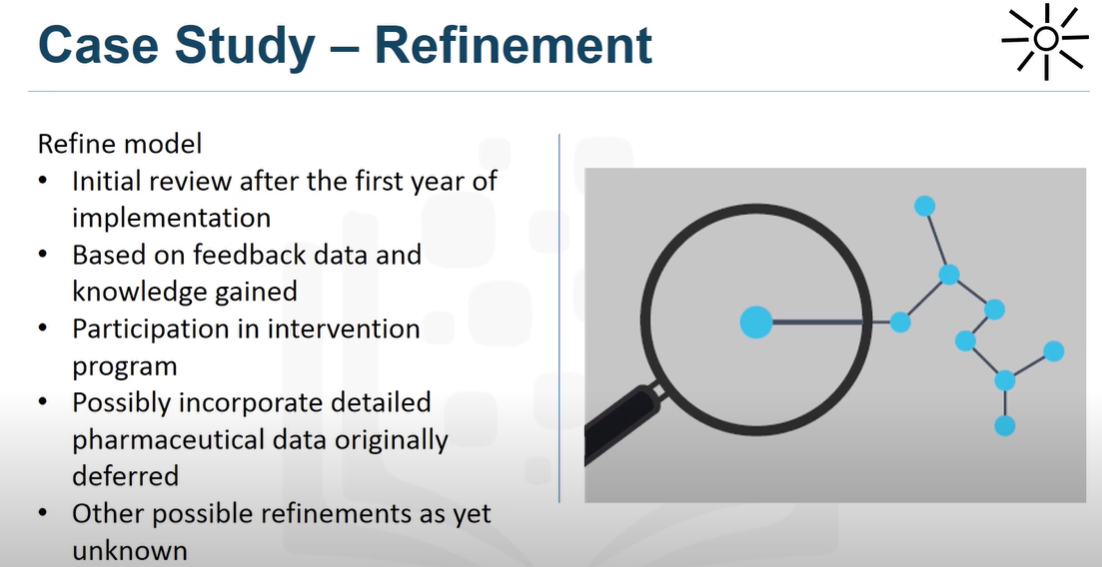 Case Study – Refinement
Refine model
• Initial review after the first year of
implementation
• Based on feedback data and
knowledge gained
• Participation in intervention
program
• Possibly incorporate detailed
pharmaceutical data originally
deferred
• Other possible refinements as yet
unknown